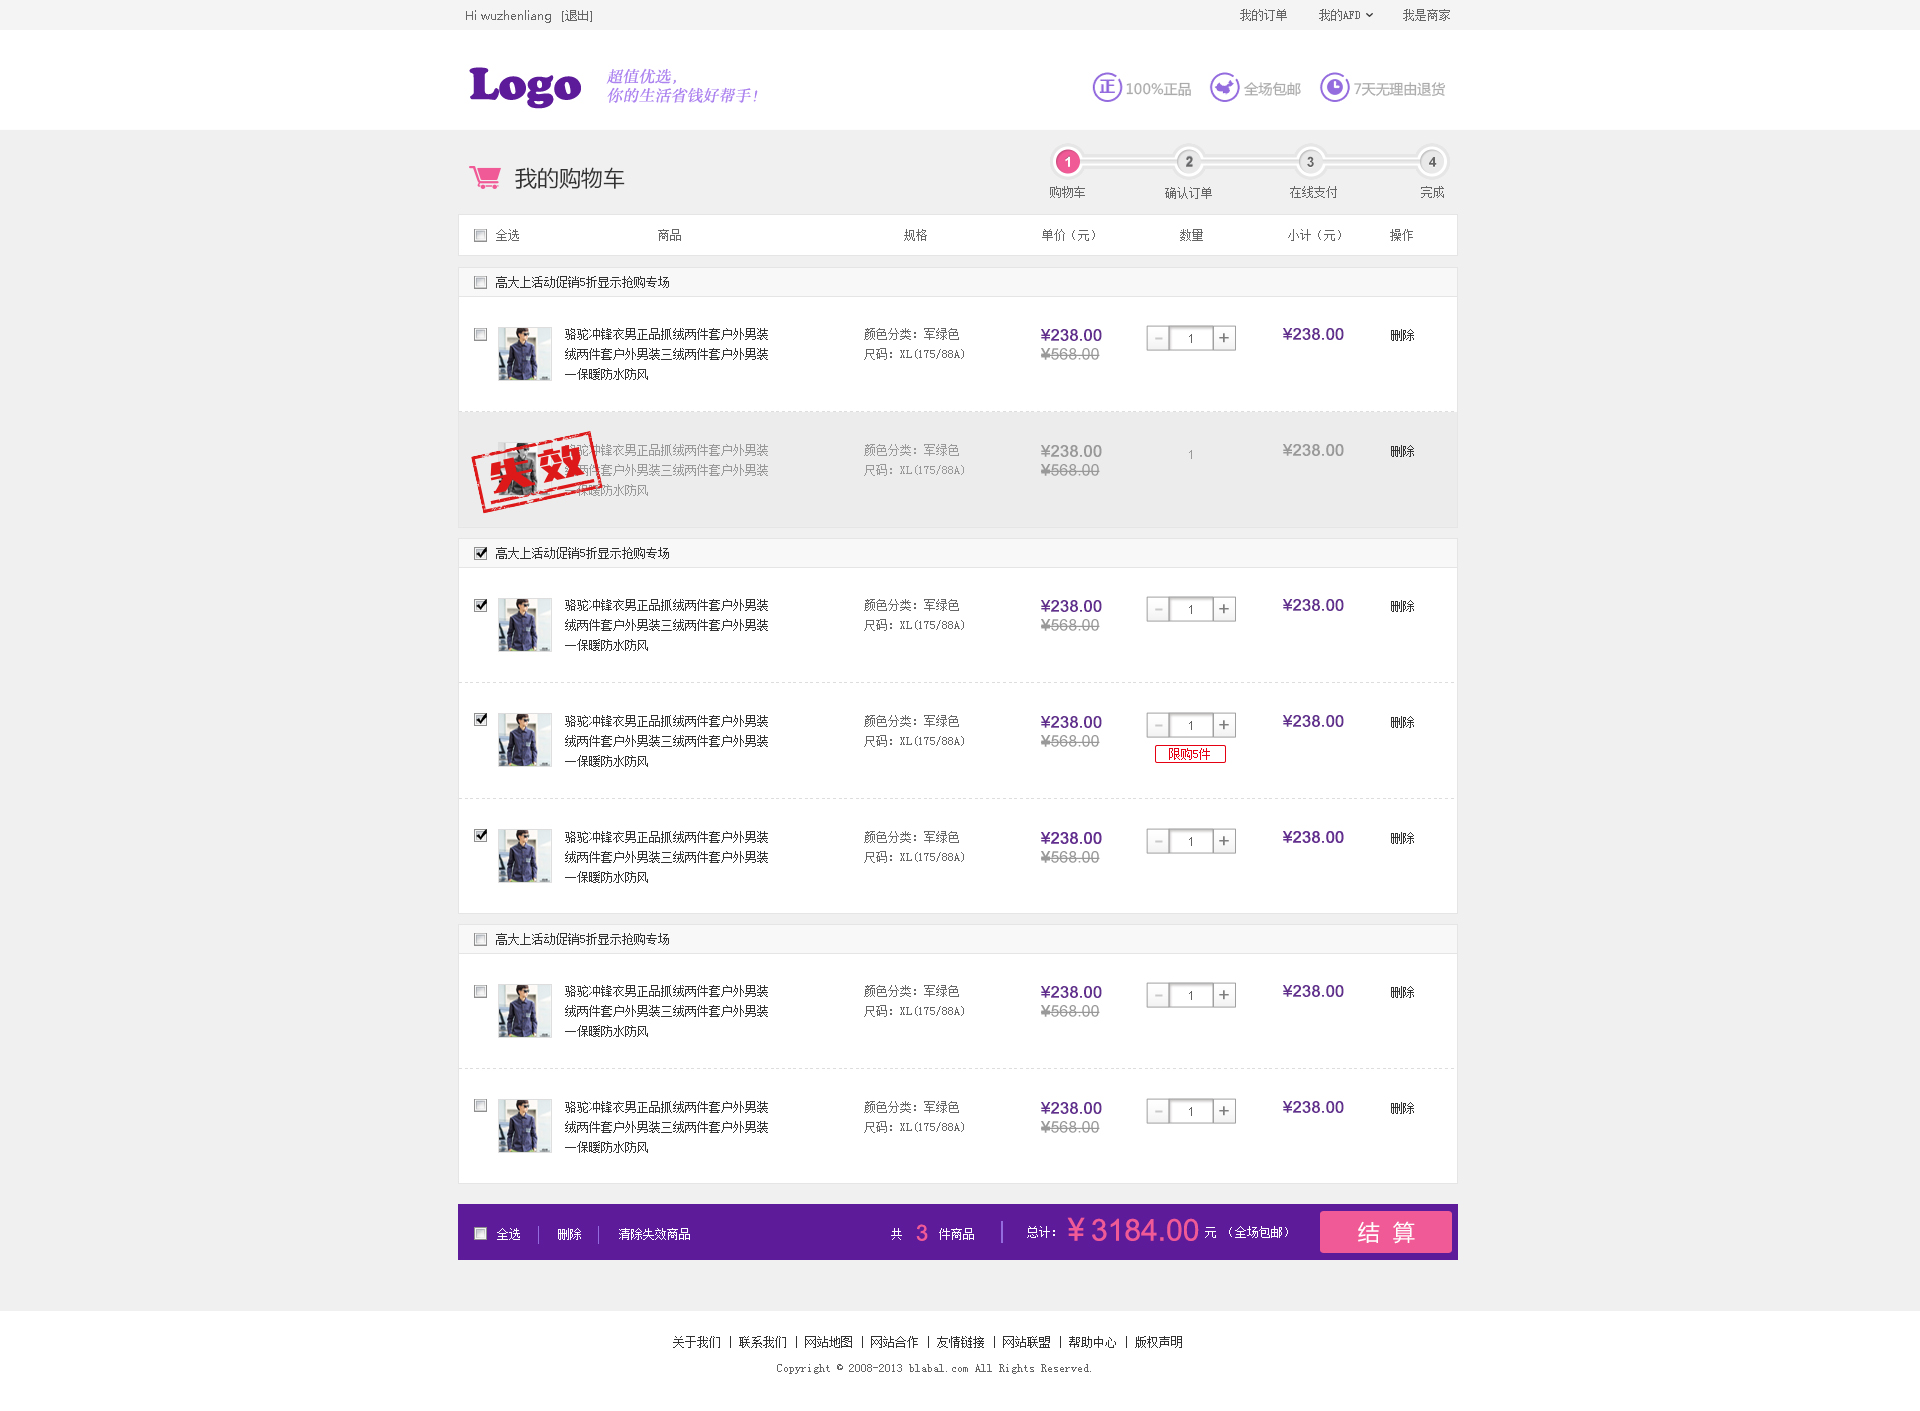 Hi wuzhenliang [退出]
我的订单 我的AFD 我是商家
Logo
超值优选，
你的生活省钱好帮手！
正 100%正品 全场包邮 7天无理由退货
我的购物车
1 2 3 4
购物车 确认订单 在线支付 完成
全选 商品 规格 单价（元） 数量 小计（元） 操作
高大上活动促销5折显示抢购专场
骆驼冲锋衣男正品抓绒两件套户外男装 颜色分类：军绿色 ¥238.00 - 1 + ¥238.00 删除
绒两件套户外男装三绒两件套户外男装 尺码：XL(175/88A) ¥568.00
一保暖防水防风
失效
骆驼冲锋衣男正品抓绒两件套户外男装 颜色分类：军绿色 ¥238.00 1 ¥238.00 删除
绒两件套户外男装三绒两件套户外男装 尺码：XL(175/88A) ¥568.00
一保暖防水防风
高大上活动促销5折显示抢购专场
骆驼冲锋衣男正品抓绒两件套户外男装 颜色分类：军绿色 ¥238.00 - 1 + ¥238.00 删除
绒两件套户外男装三绒两件套户外男装 尺码：XL(175/88A) ¥568.00
一保暖防水防风
骆驼冲锋衣男正品抓绒两件套户外男装 颜色分类：军绿色 ¥238.00 - 1 + ¥238.00 删除
绒两件套户外男装三绒两件套户外男装 尺码：XL(175/88A) ¥568.00
限购5件
一保暖防水防风
骆驼冲锋衣男正品抓绒两件套户外男装 颜色分类：军绿色 ¥238.00 - 1 + ¥238.00 删除
绒两件套户外男装三绒两件套户外男装 尺码：XL(175/88A) ¥568.00
一保暖防水防风
高大上活动促销5折显示抢购专场
骆驼冲锋衣男正品抓绒两件套户外男装 颜色分类：军绿色 ¥238.00 - 1 + ¥238.00 删除
绒两件套户外男装三绒两件套户外男装 尺码：XL(175/88A) ¥568.00
一保暖防水防风
骆驼冲锋衣男正品抓绒两件套户外男装 颜色分类：军绿色 ¥238.00 - 1 + ¥238.00 删除
绒两件套户外男装三绒两件套户外男装 尺码：XL(175/88A) ¥568.00
一保暖防水防风
全选 | 删除 | 清除失效商品 共 3 件商品 | 总计：¥3184.00 元 （全场包邮） 结 算
关于我们 | 联系我们 | 网站地图 | 网站合作 | 友情链接 | 网站联盟 | 帮助中心 | 版权声明
Copyright © 2008-2013 blabal.com All Rights Reserved.